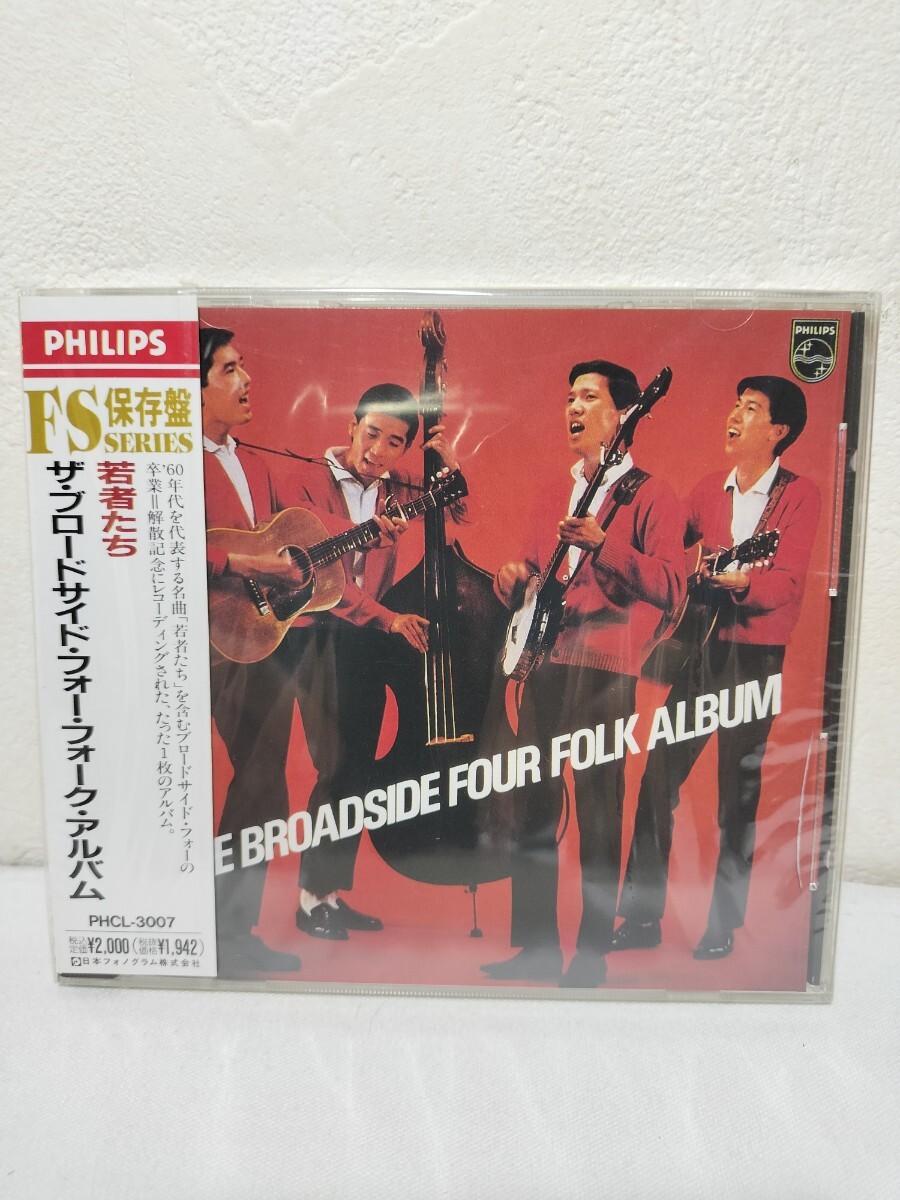 PHILIPS
FS保存盤
SERIES
若者たち
ザ・ブロードサイド・フォー・フォーク・アルバム
'60年代を代表する名曲「若者たち」を含むブロードサイド・フォーの
卒業=解散記念にレコーディングされた、たった1枚のアルバム。
PHCL-3007
税込定価¥2,000(税抜価格¥1,942)
日本フォノグラム株式会社
PHILIPS
E BROADSIDE FOUR FOLK ALBUM